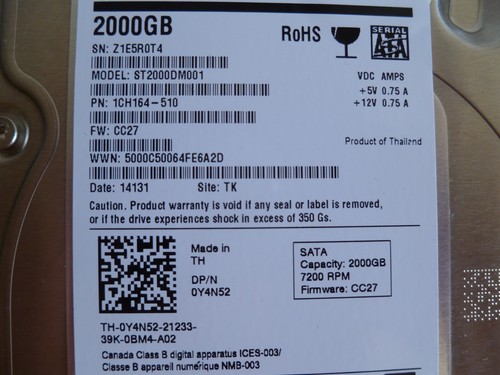 2000GB
RoHS
SERIAL
ATA
SN: Z1E5R0T4
MODEL: ST2000DM001
VDC AMPS
+5V 0.75 A
+12V 0.75 A
PN: 1CH164-510
FW: CC27
Product of Thailand
WWN: 5000C50064FE6A2D
Date: 14131 Site: TK
Caution. Product warranty is void if any seal or label is removed,
or if the drive experiences shock in excess of 350 Gs.
Made in
TH
DP/N
0Y4N52
SATA
Capacity: 2000GB
7200 RPM
Firmware: CC27
TH-0Y4N52-21233-
39K-0BM4-A02
Canada Class B digital apparatus ICES-003/
Classe B appareil numérique NMB-003